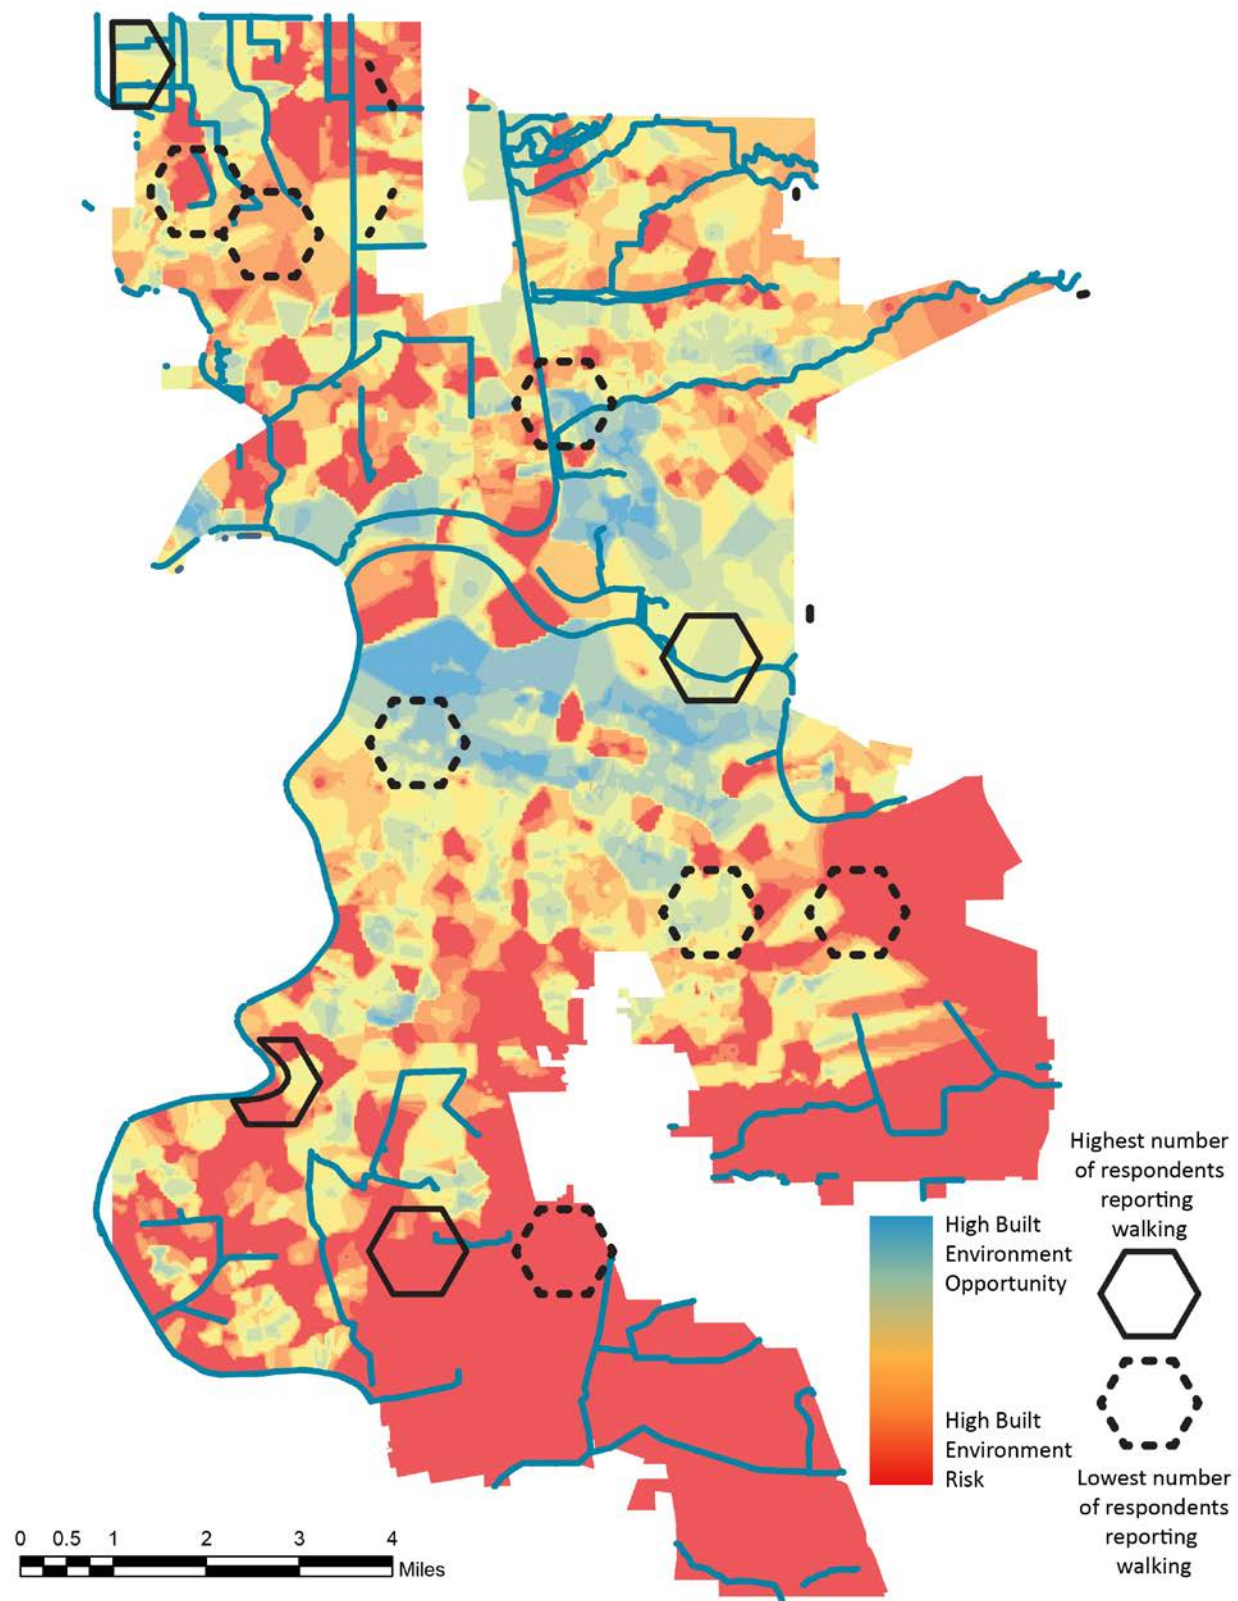 Highest number
of respondents
reporting
walking
High Built
Environment
Opportunity
High Built
Environment
Risk
Lowest number
of respondents
reporting
walking
0 0.5 1 2 3 4
Miles